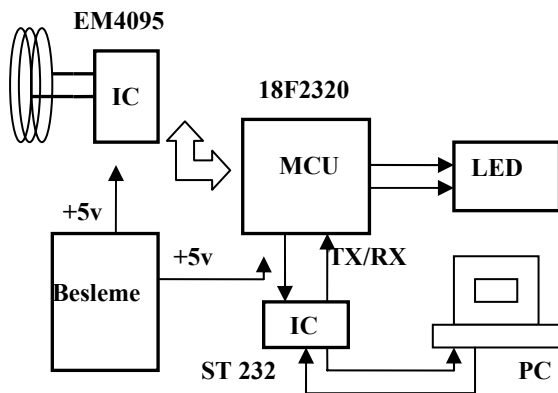 EM4095
IC
18F2320
MCU
LED
+5v
+5v
TX/RX
Besleme
IC
ST 232
PC